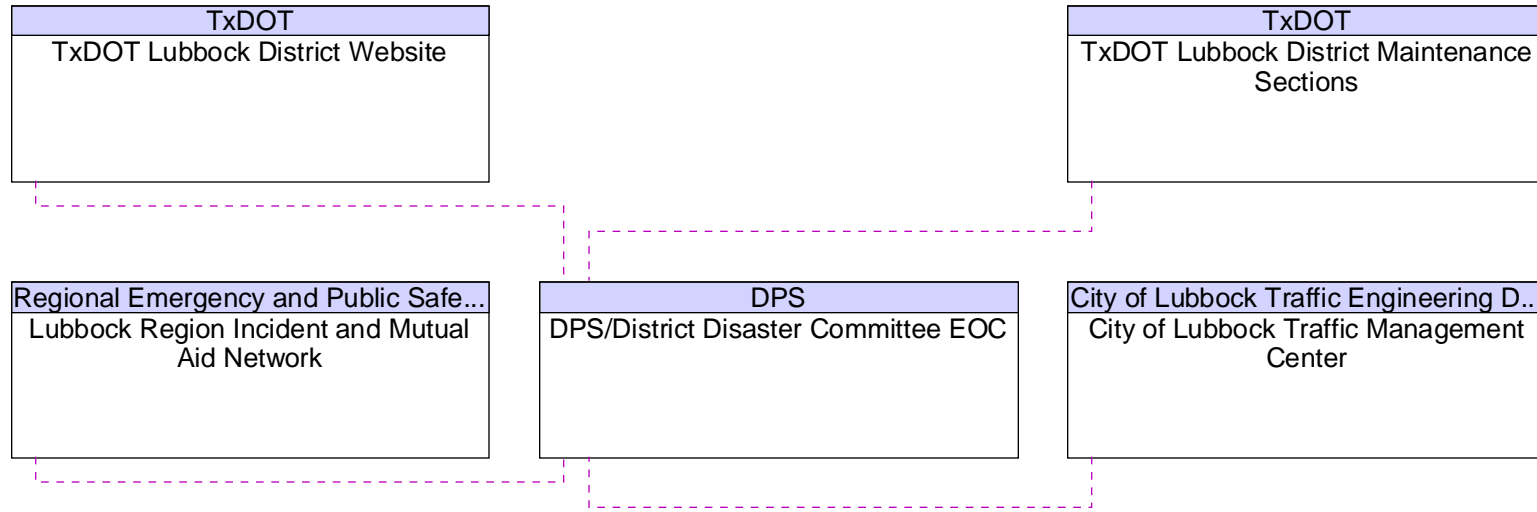 TxDOT
TxDOT Lubbock District Website
TxDOT
TxDOT Lubbock District Maintenance
Sections
Regional Emergency and Public Safe...
Lubbock Region Incident and Mutual
Aid Network
DPS
DPS/District Disaster Committee EOC
City of Lubbock Traffic Engineering D...
City of Lubbock Traffic Management
Center